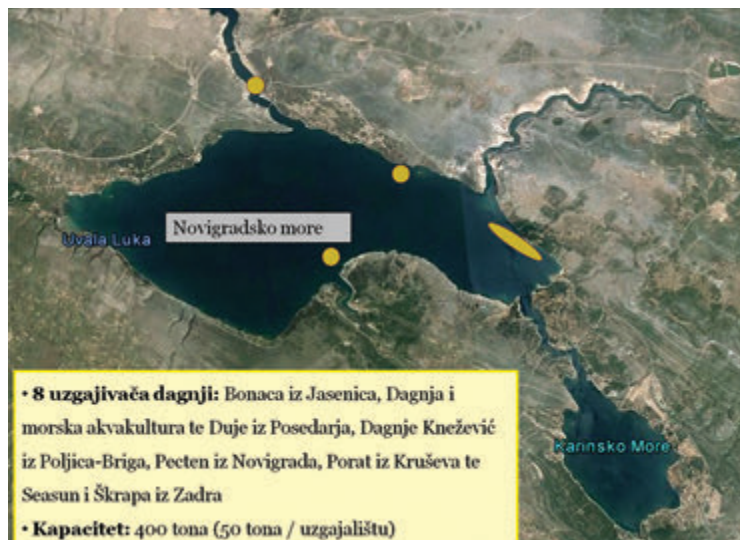 Novigradsko more
Uvala Luka
• 8 uzgajivača dagnji: Bonaca iz Jasenica, Dagnja i
morska akvakultura te Duje iz Posedarja, Dagnje Knežević
iz Poljica-Briga, Pecten iz Novigrada, Porat iz Kruševa te
Seasun i Škrapa iz Zadra
• Kapacitet: 400 tona (50 tona / uzgajalištu)
Karinsko More